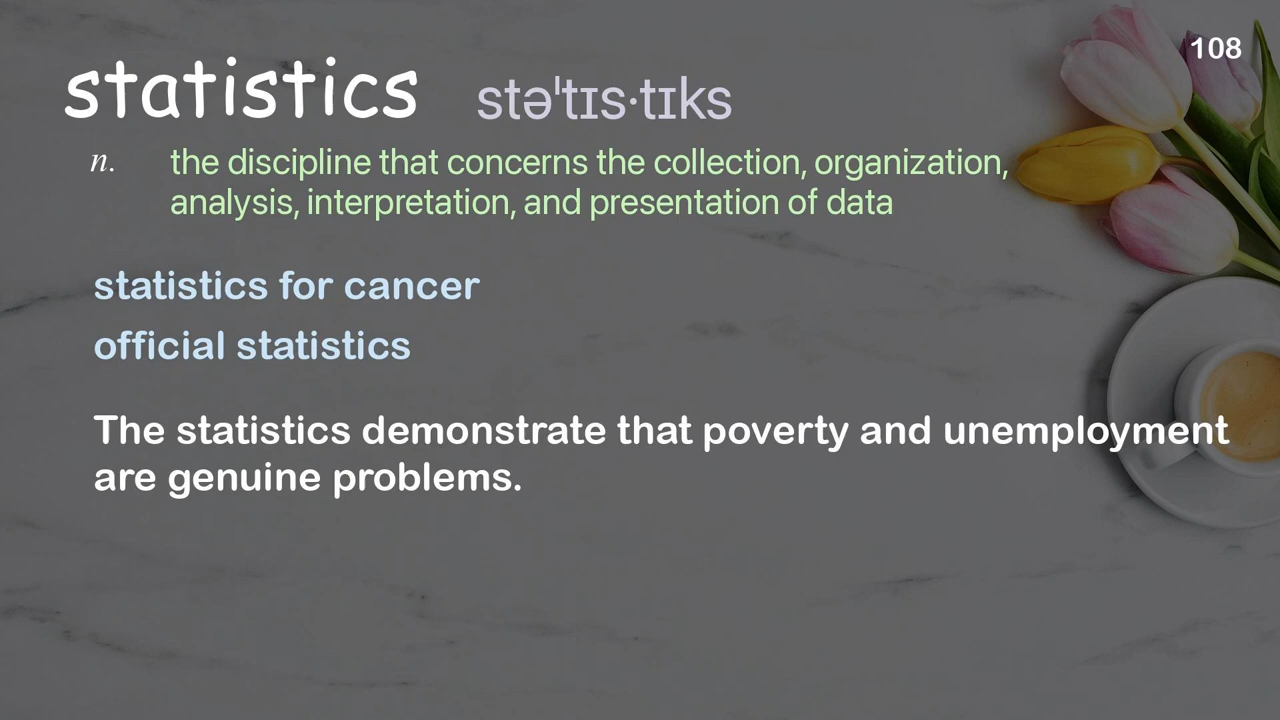 108
statistics stəˈtɪs·tɪks
n. the discipline that concerns the collection, organization,
analysis, interpretation, and presentation of data
statistics for cancer
official statistics
The statistics demonstrate that poverty and unemployment
are genuine problems.